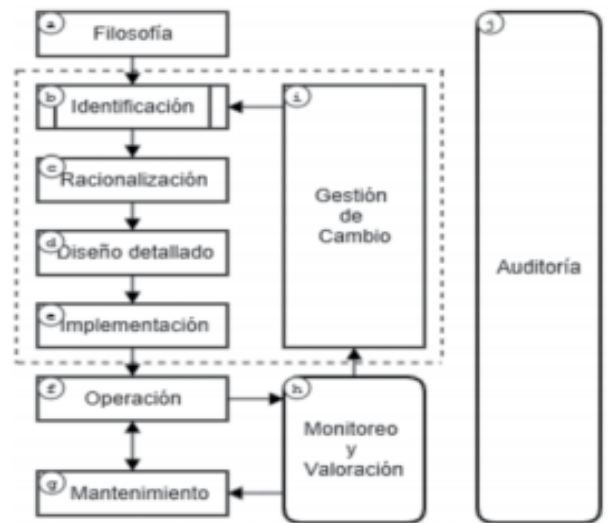 a
Filosofía
b
Identificación
c
Racionalización
d
Diseño detallado
e
Implementación
f
Operación
g
Mantenimiento
h
Monitoreo
y
Valoración
i
Gestión
de
Cambio
j
Auditoría